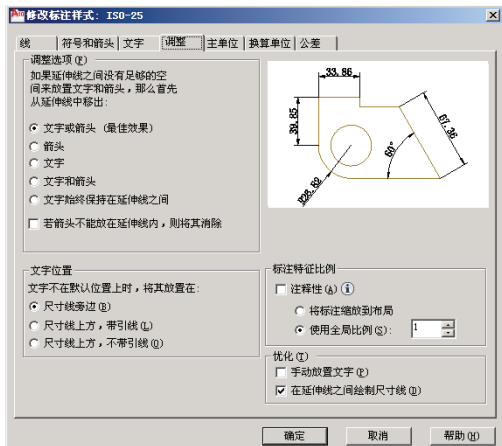 修改标注样式: ISO-25
线 符号和箭头 文字 调整 主单位 换算单位 公差
调整选项(F)
如果延伸线之间没有足够的空
间来放置文字和箭头，那么首先
从延伸线中移出:
文字或箭头 (最佳效果)
箭头
文字
文字和箭头
文字始终保持在延伸线之间
若箭头不能放在延伸线内，则将其消除
33.86
39.85
67.36
60°
R28.82
文字位置
文字不在默认位置上时，将其放置在:
尺寸线旁边(B)
尺寸线上方，带引线(L)
尺寸线上方，不带引线(O)
标注特征比例
注释性(A)
将标注缩放到布局
使用全局比例(S): 1
优化(T)
手动放置文字(P)
在延伸线之间绘制尺寸线(D)
确定 取消 帮助(H)